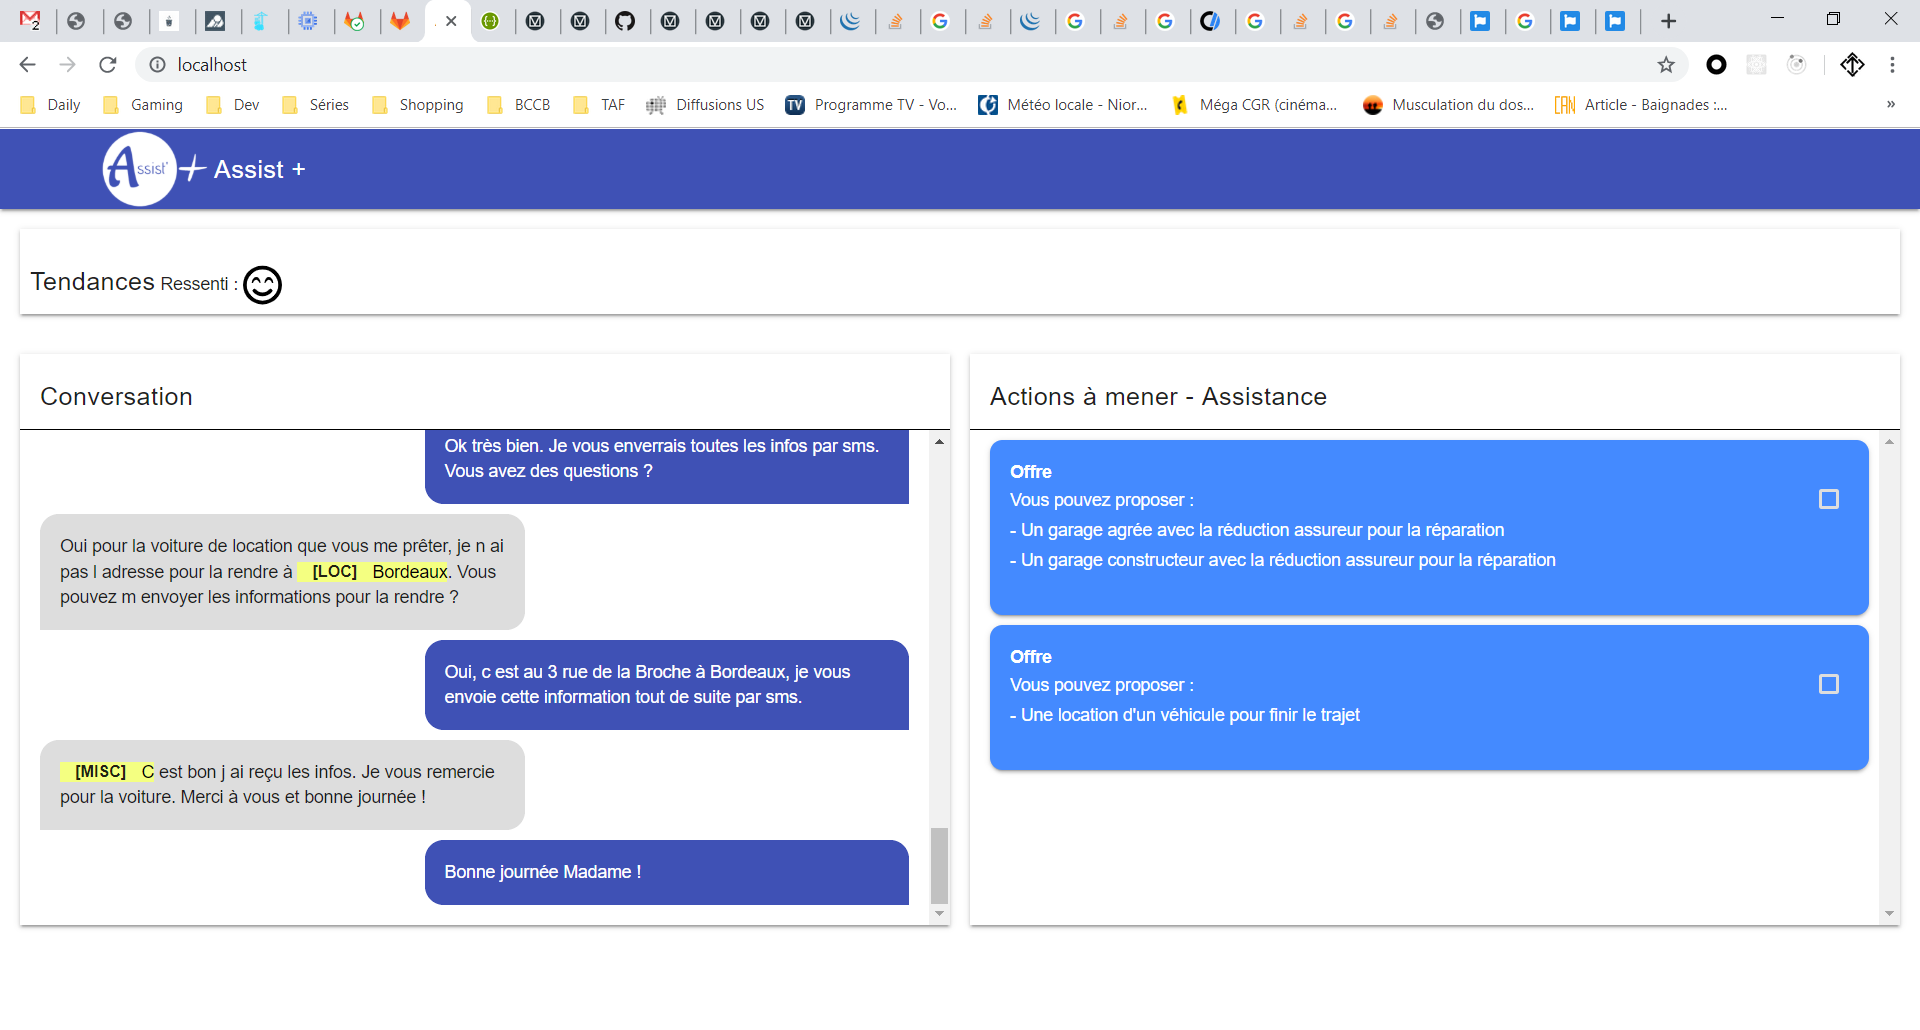 2
localhost
Daily
Gaming
Dev
Séries
Shopping
BCCB
TAF
Diffusions US
TV
Programme TV - Vo...
Météo locale - Nior...
Méga CGR (cinéma...
Musculation du dos...
CAN
Article - Baignades :...
»
Assist'
+
Assist +
Tendances Ressenti :
Conversation
Ok très bien. Je vous enverrais toutes les infos par sms.
Vous avez des questions ?
Oui pour la voiture de location que vous me prêter, je n ai
pas l adresse pour la rendre à [LOC] Bordeaux. Vous
pouvez m envoyer les informations pour la rendre ?
Oui, c est au 3 rue de la Broche à Bordeaux, je vous
envoie cette information tout de suite par sms.
[MISC] C est bon j ai reçu les infos. Je vous remercie
pour la voiture. Merci à vous et bonne journée !
Bonne journée Madame !
Actions à mener - Assistance
Offre
Vous pouvez proposer :
- Un garage agrée avec la réduction assureur pour la réparation
- Un garage constructeur avec la réduction assureur pour la réparation
Offre
Vous pouvez proposer :
- Une location d'un véhicule pour finir le trajet